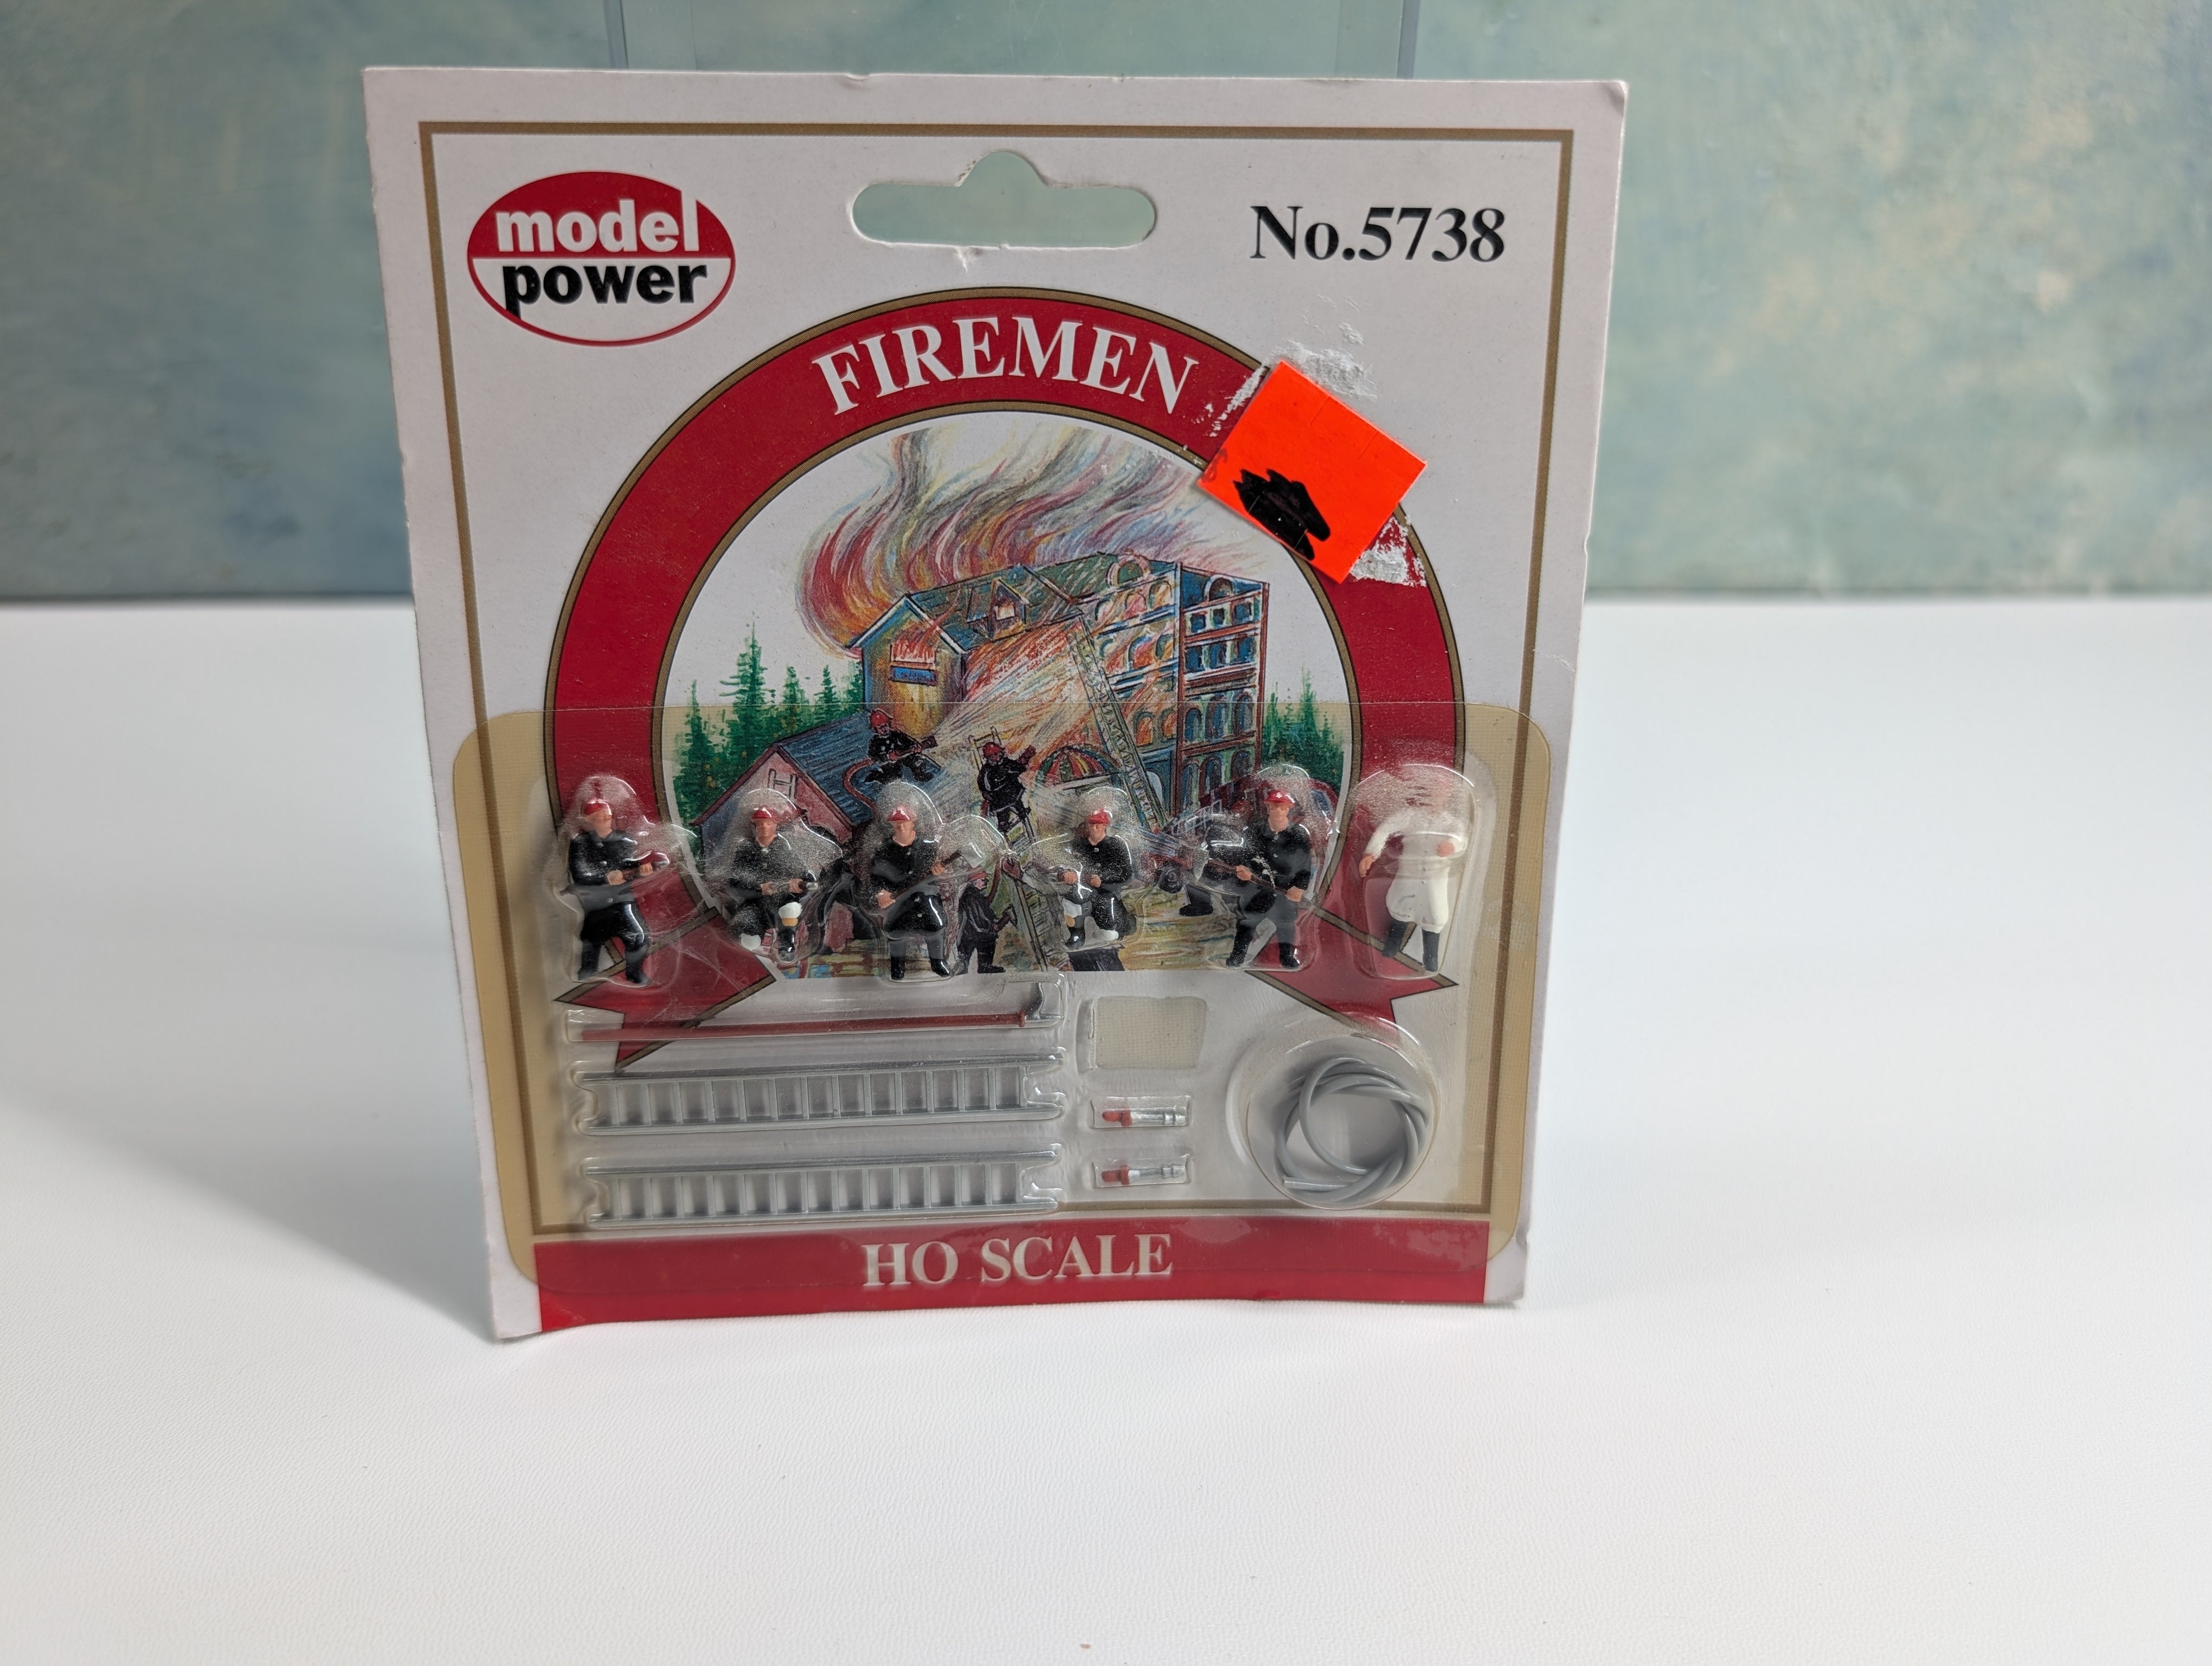 model
power
No.5738
FIREMEN
HO SCALE